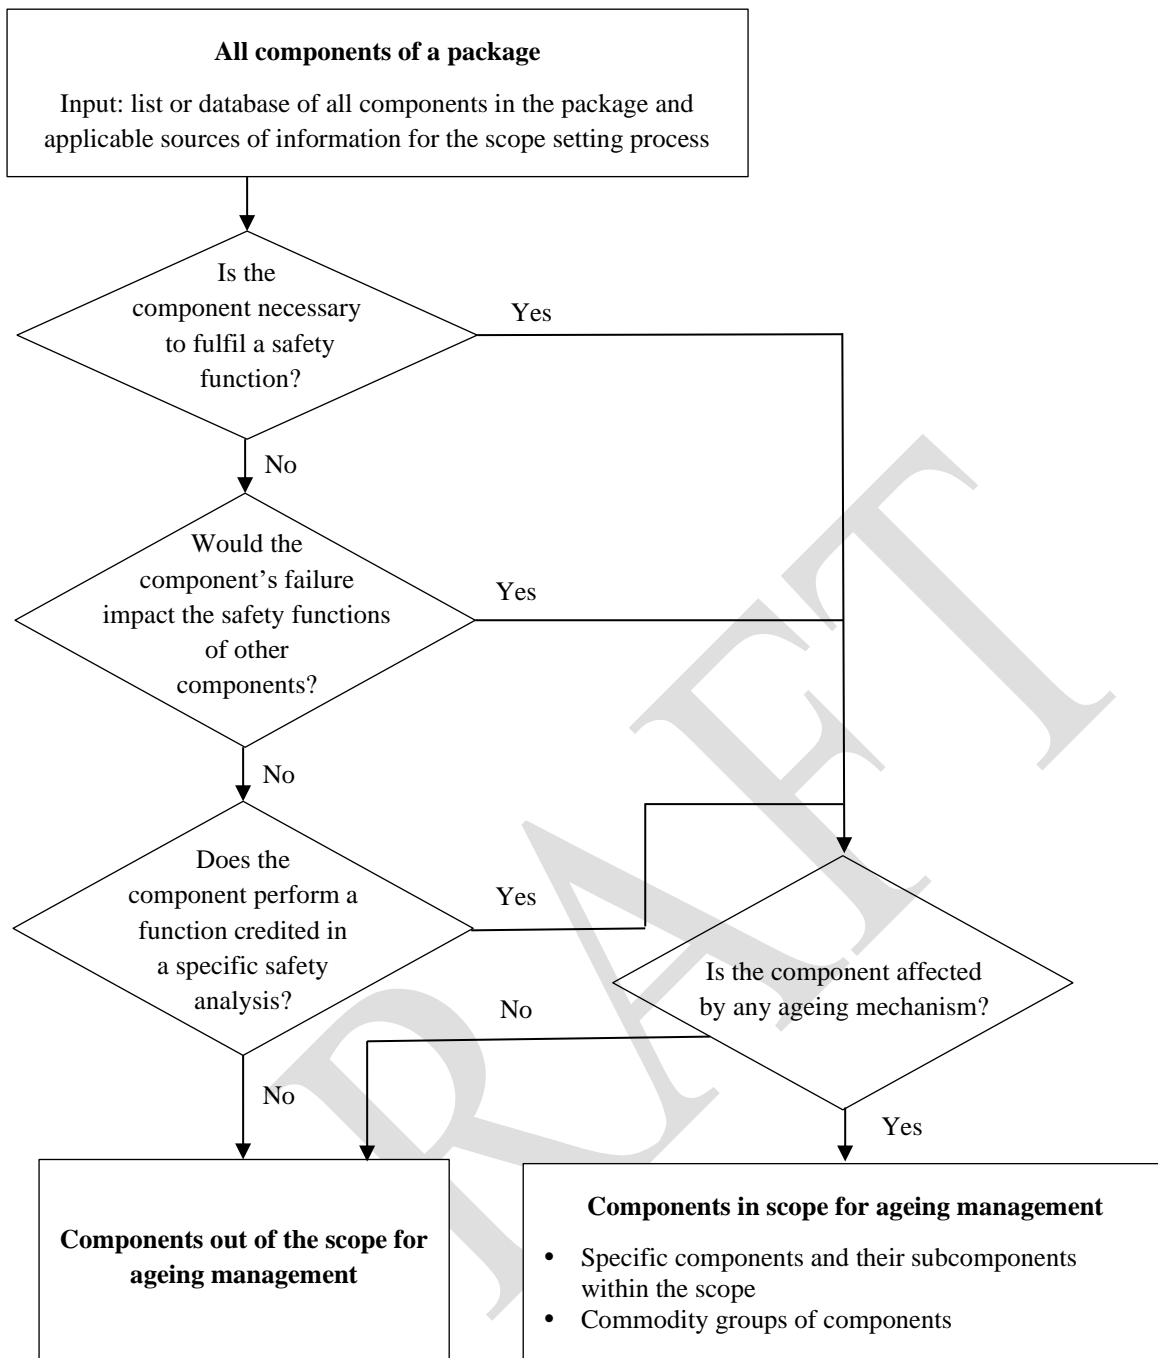 All components of a package
Input: list or database of all components in the package and
applicable sources of information for the scope setting process
Is the
component necessary
to fulfil a safety
function?
Yes
No
Would the
component’s failure
impact the safety functions
of other
components?
Yes
No
Does the
component perform a
function credited in
a specific safety
analysis?
Yes
No
Is the component affected
by any ageing mechanism?
No
Yes
Components out of the scope for
ageing management
Components in scope for ageing management
• Specific components and their subcomponents
within the scope
• Commodity groups of components
RAFT